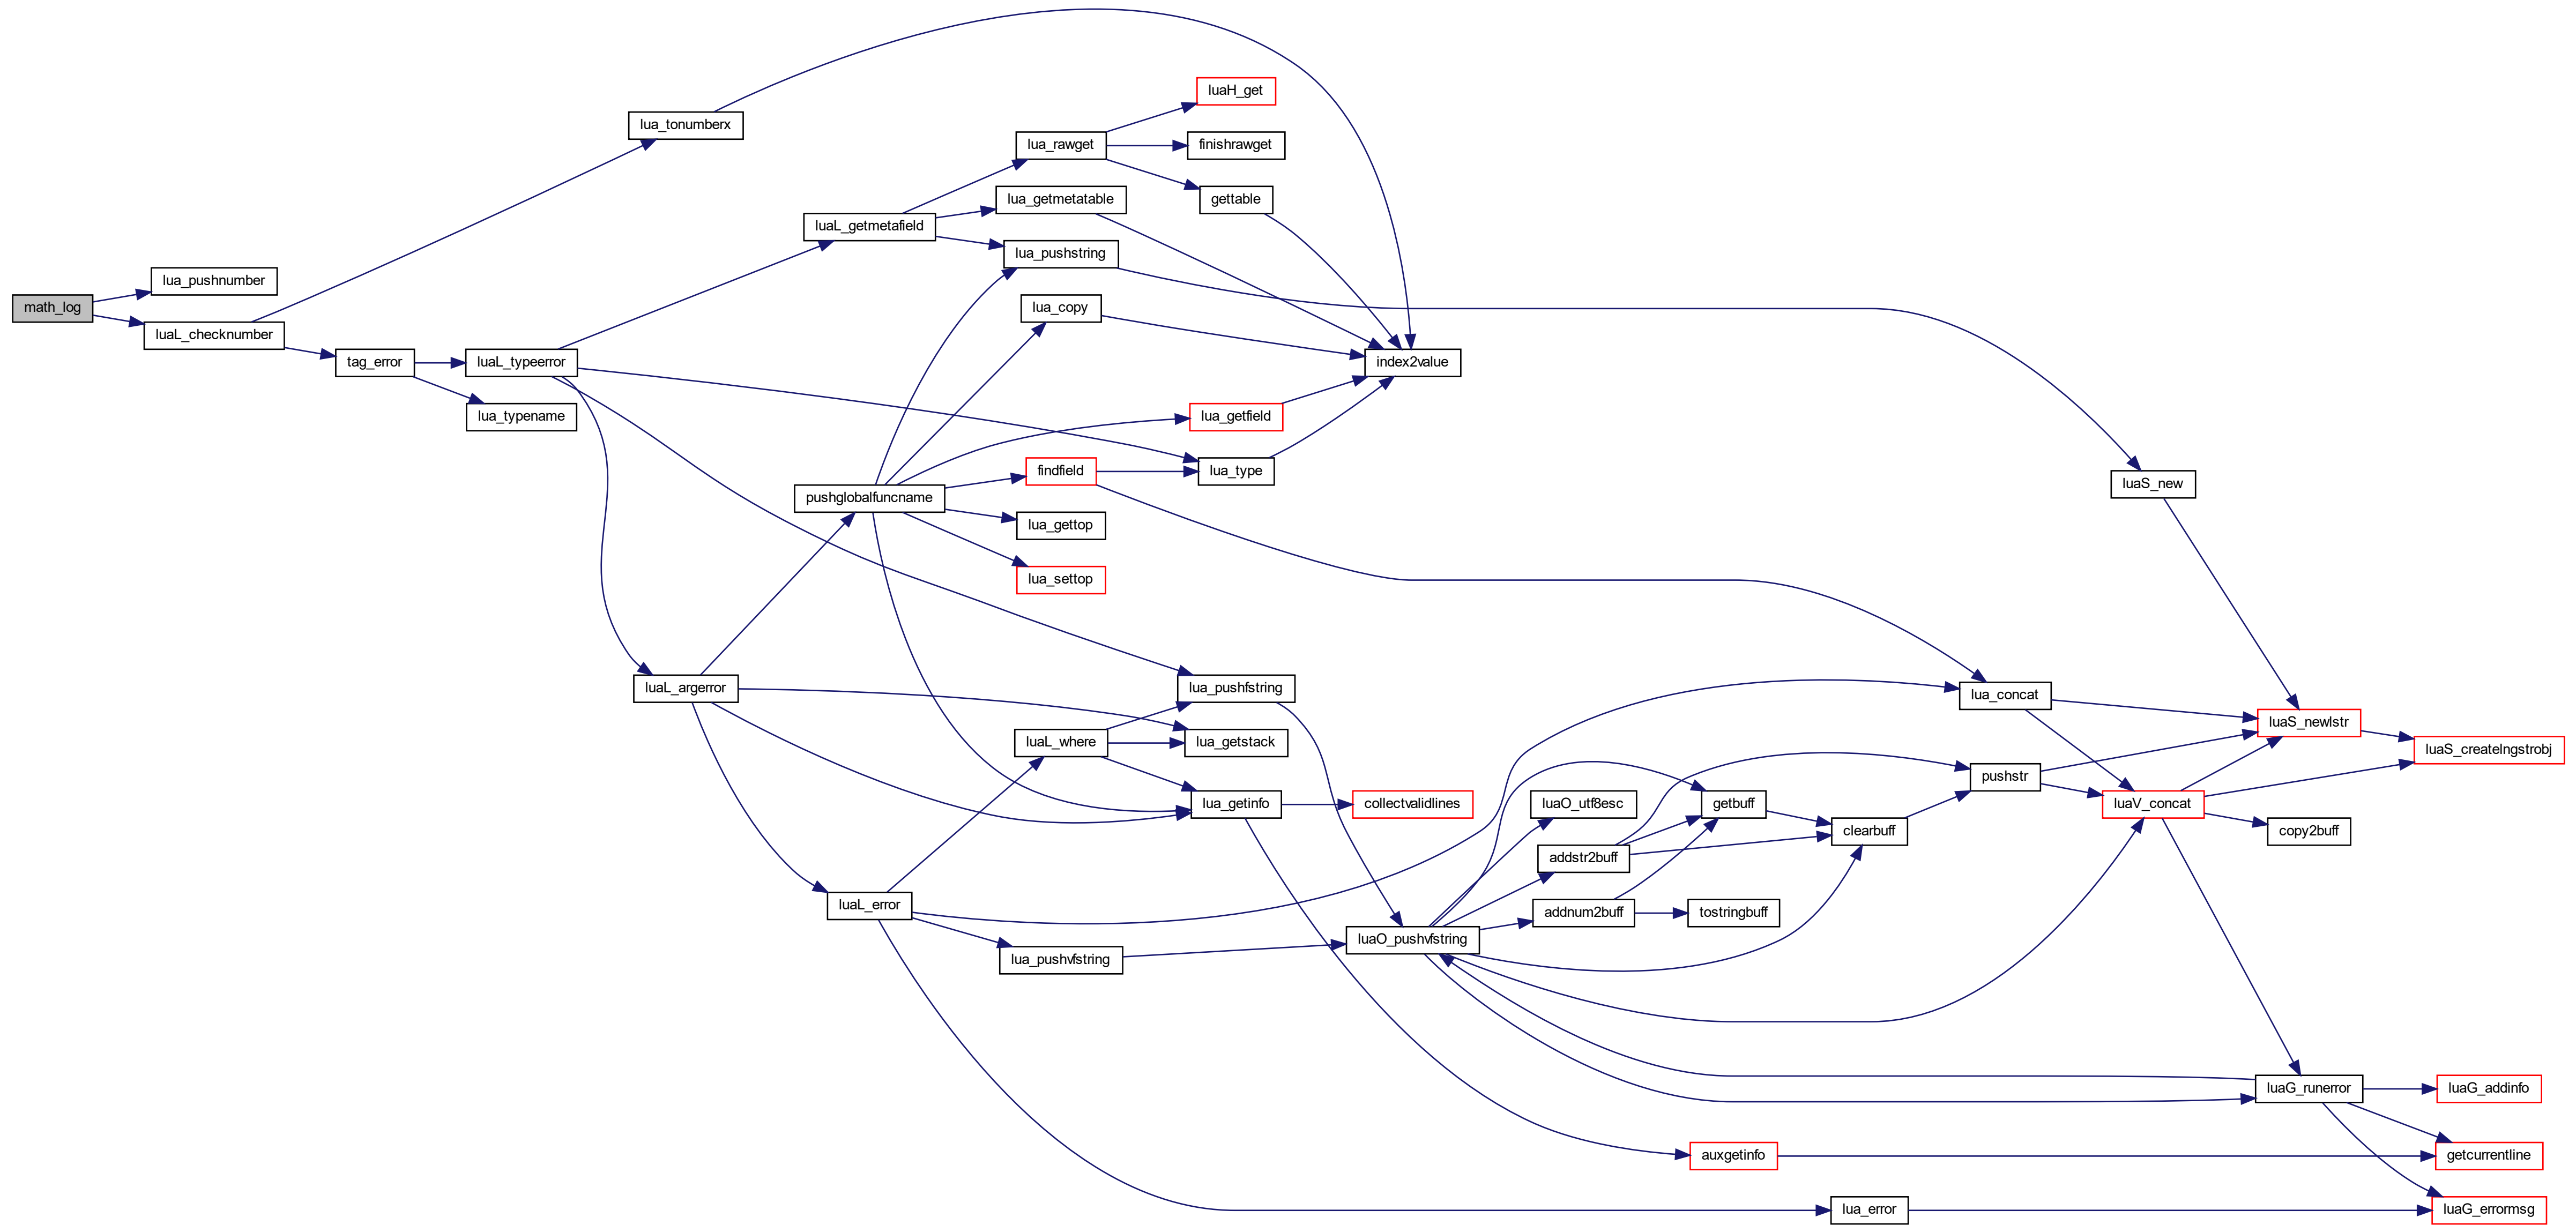 math_log
lua_pushnumber
luaL_checknumber
lua_tonumberx
tag_error
luaL_typeerror
lua_typename
luaL_getmetafield
lua_rawget
luaH_get
finishrawget
gettable
lua_getmetatable
lua_pushstring
lua_copy
index2value
lua_getfield
findfield
lua_type
pushglobalfuncname
lua_gettop
lua_settop
luaL_argerror
lua_pushfstring
luaL_where
lua_getstack
lua_getinfo
collectvalidlines
luaL_error
lua_pushvfstring
luaO_pushvfstring
luaO_utf8esc
addstr2buff
addnum2buff
getbuff
tostringbuff
clearbuff
pushstr
lua_concat
luaS_new
luaS_newlstr
luaV_concat
luaS_createlngstrobj
copy2buff
luaG_runerror
luaG_addinfo
auxgetinfo
getcurrentline
lua_error
luaG_errormsg